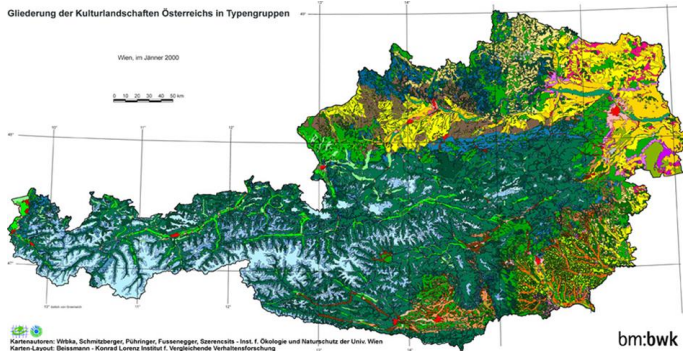 Gliederung der Kulturlandschaften Österreichs in Typengruppen
Wien, im Jänner 2000
0 10 20 30 40 50 km
Kartenautoren: Wrbka, Schmitzberger, Pühringer, Fussenegger, Szerencsits - Inst. f. Ökologie und Naturschutz der Univ. Wien
Karten-Layout: Beissmann - Konrad Lorenz Institut f. Vergleichende Verhaltensforschung
bm:bwk